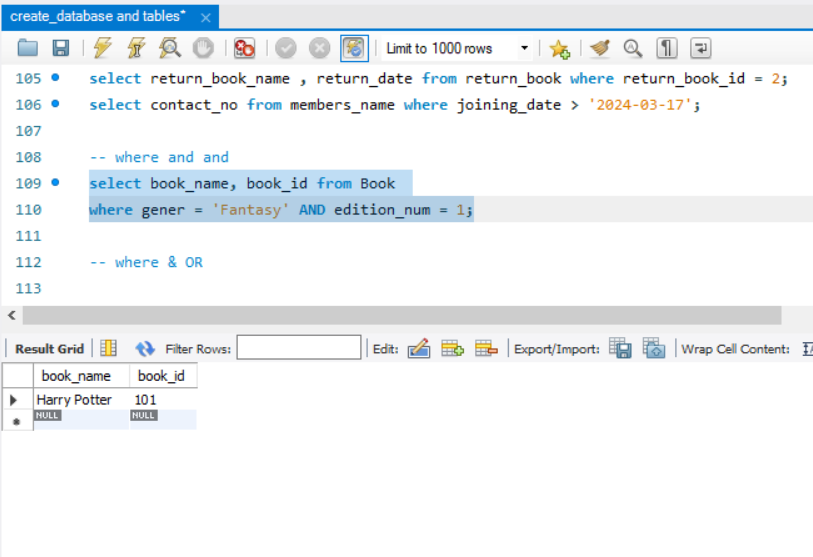 create_database and tables*
Limit to 1000 rows
105 select return_book_name , return_date from return_book where return_book_id = 2;
106 select contact_no from members_name where joining_date > '2024-03-17';
107
108 -- where and and
109 select book_name, book_id from Book
110 where gener = 'Fantasy' AND edition_num = 1;
111
112 -- where & OR
113
Result Grid Filter Rows: Edit: Export/Import: Wrap Cell Content:
book_name book_id
Harry Potter 101
NULL NULL